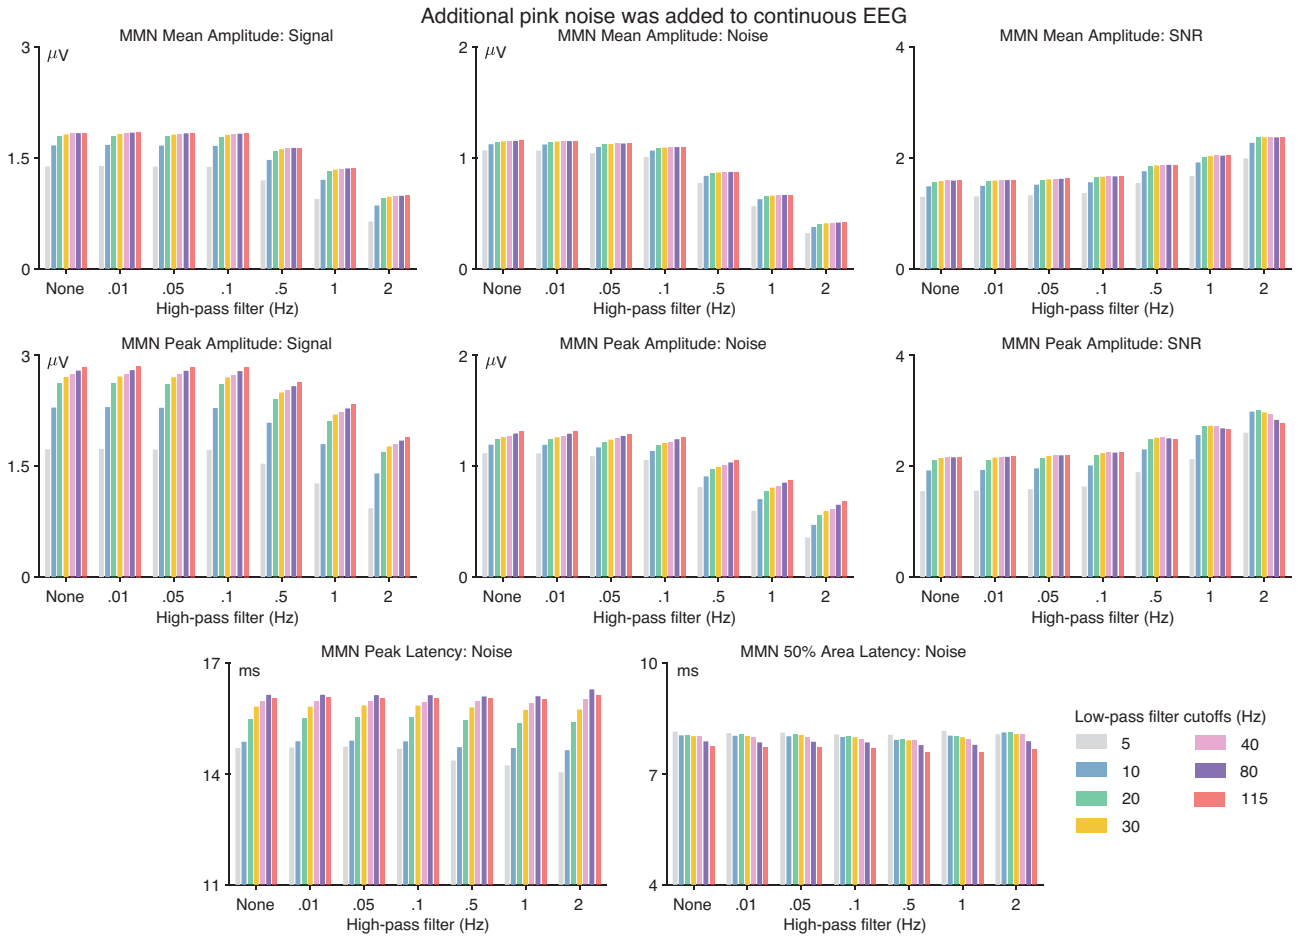 Additional pink noise was added to continuous EEG
MMN Mean Amplitude: Signal
MMN Mean Amplitude: Noise
MMN Mean Amplitude: SNR
3
μV
1.5
0
None .01 .05 .1 .5 1 2
High-pass filter (Hz)
2
μV
1
0
None .01 .05 .1 .5 1 2
High-pass filter (Hz)
4
2
0
None .01 .05 .1 .5 1 2
High-pass filter (Hz)
MMN Peak Amplitude: Signal
MMN Peak Amplitude: Noise
MMN Peak Amplitude: SNR
3
μV
1.5
0
None .01 .05 .1 .5 1 2
High-pass filter (Hz)
2
μV
1
0
None .01 .05 .1 .5 1 2
High-pass filter (Hz)
4
2
0
None .01 .05 .1 .5 1 2
High-pass filter (Hz)
MMN Peak Latency: Noise
MMN 50% Area Latency: Noise
17
ms
14
11
None .01 .05 .1 .5 1 2
High-pass filter (Hz)
10
ms
7
4
None .01 .05 .1 .5 1 2
High-pass filter (Hz)
Low-pass filter cutoffs (Hz)
5 40
10 80
20 115
30